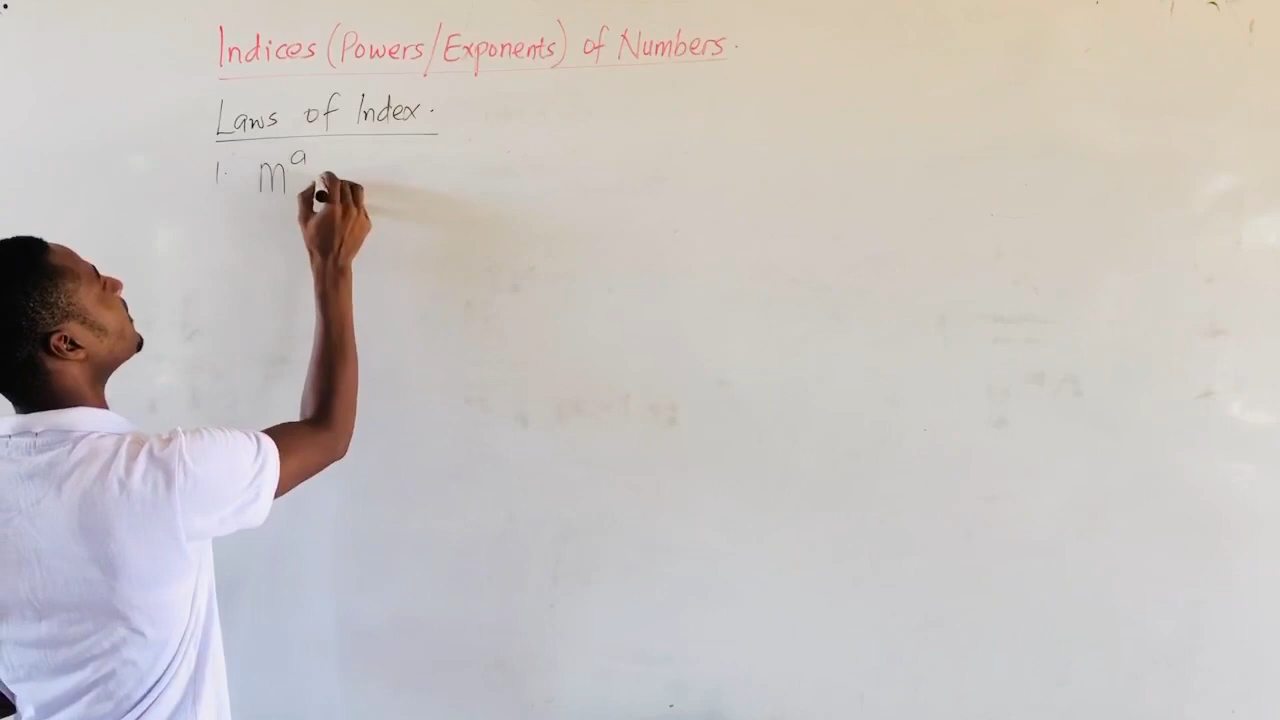 Indices (Powers/Exponents) of Numbers.
Laws of Index.
1. m^a